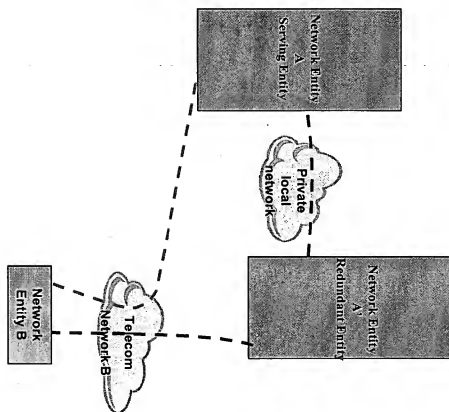 Network Entity
A
Serving Entity
Private
local
network
Network Entity
A'
Redundant Entity
Telecom
Network-B
Network
Entity B